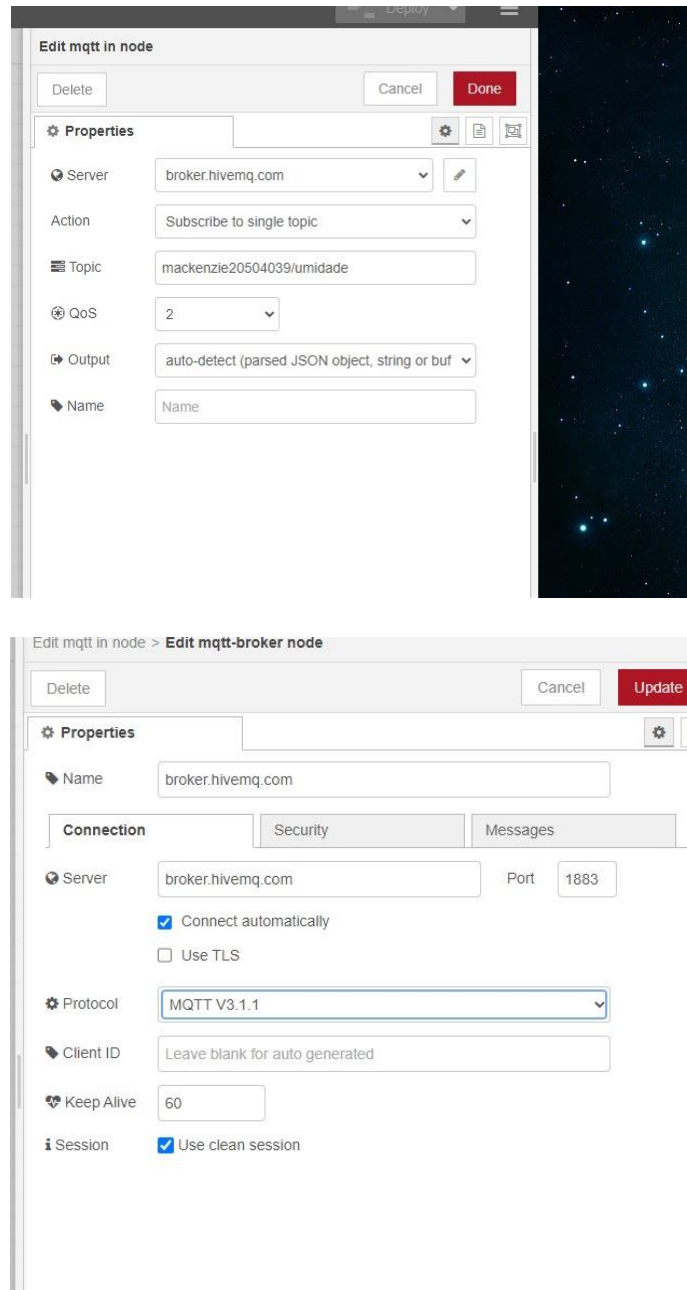 Deploy
Edit mqtt in node
Delete Cancel Done
Properties
Server broker.hivemq.com
Action Subscribe to single topic
Topic mackenzie20504039/umidade
QoS 2
Output auto-detect (parsed JSON object, string or buf
Name Name
Edit mqtt in node > Edit mqtt-broker node
Delete Cancel Update
Properties
Name broker.hivemq.com
Connection Security Messages
Server broker.hivemq.com Port 1883
Connect automatically
Use TLS
Protocol MQTT V3.1.1
Client ID Leave blank for auto generated
Keep Alive 60
Session Use clean session